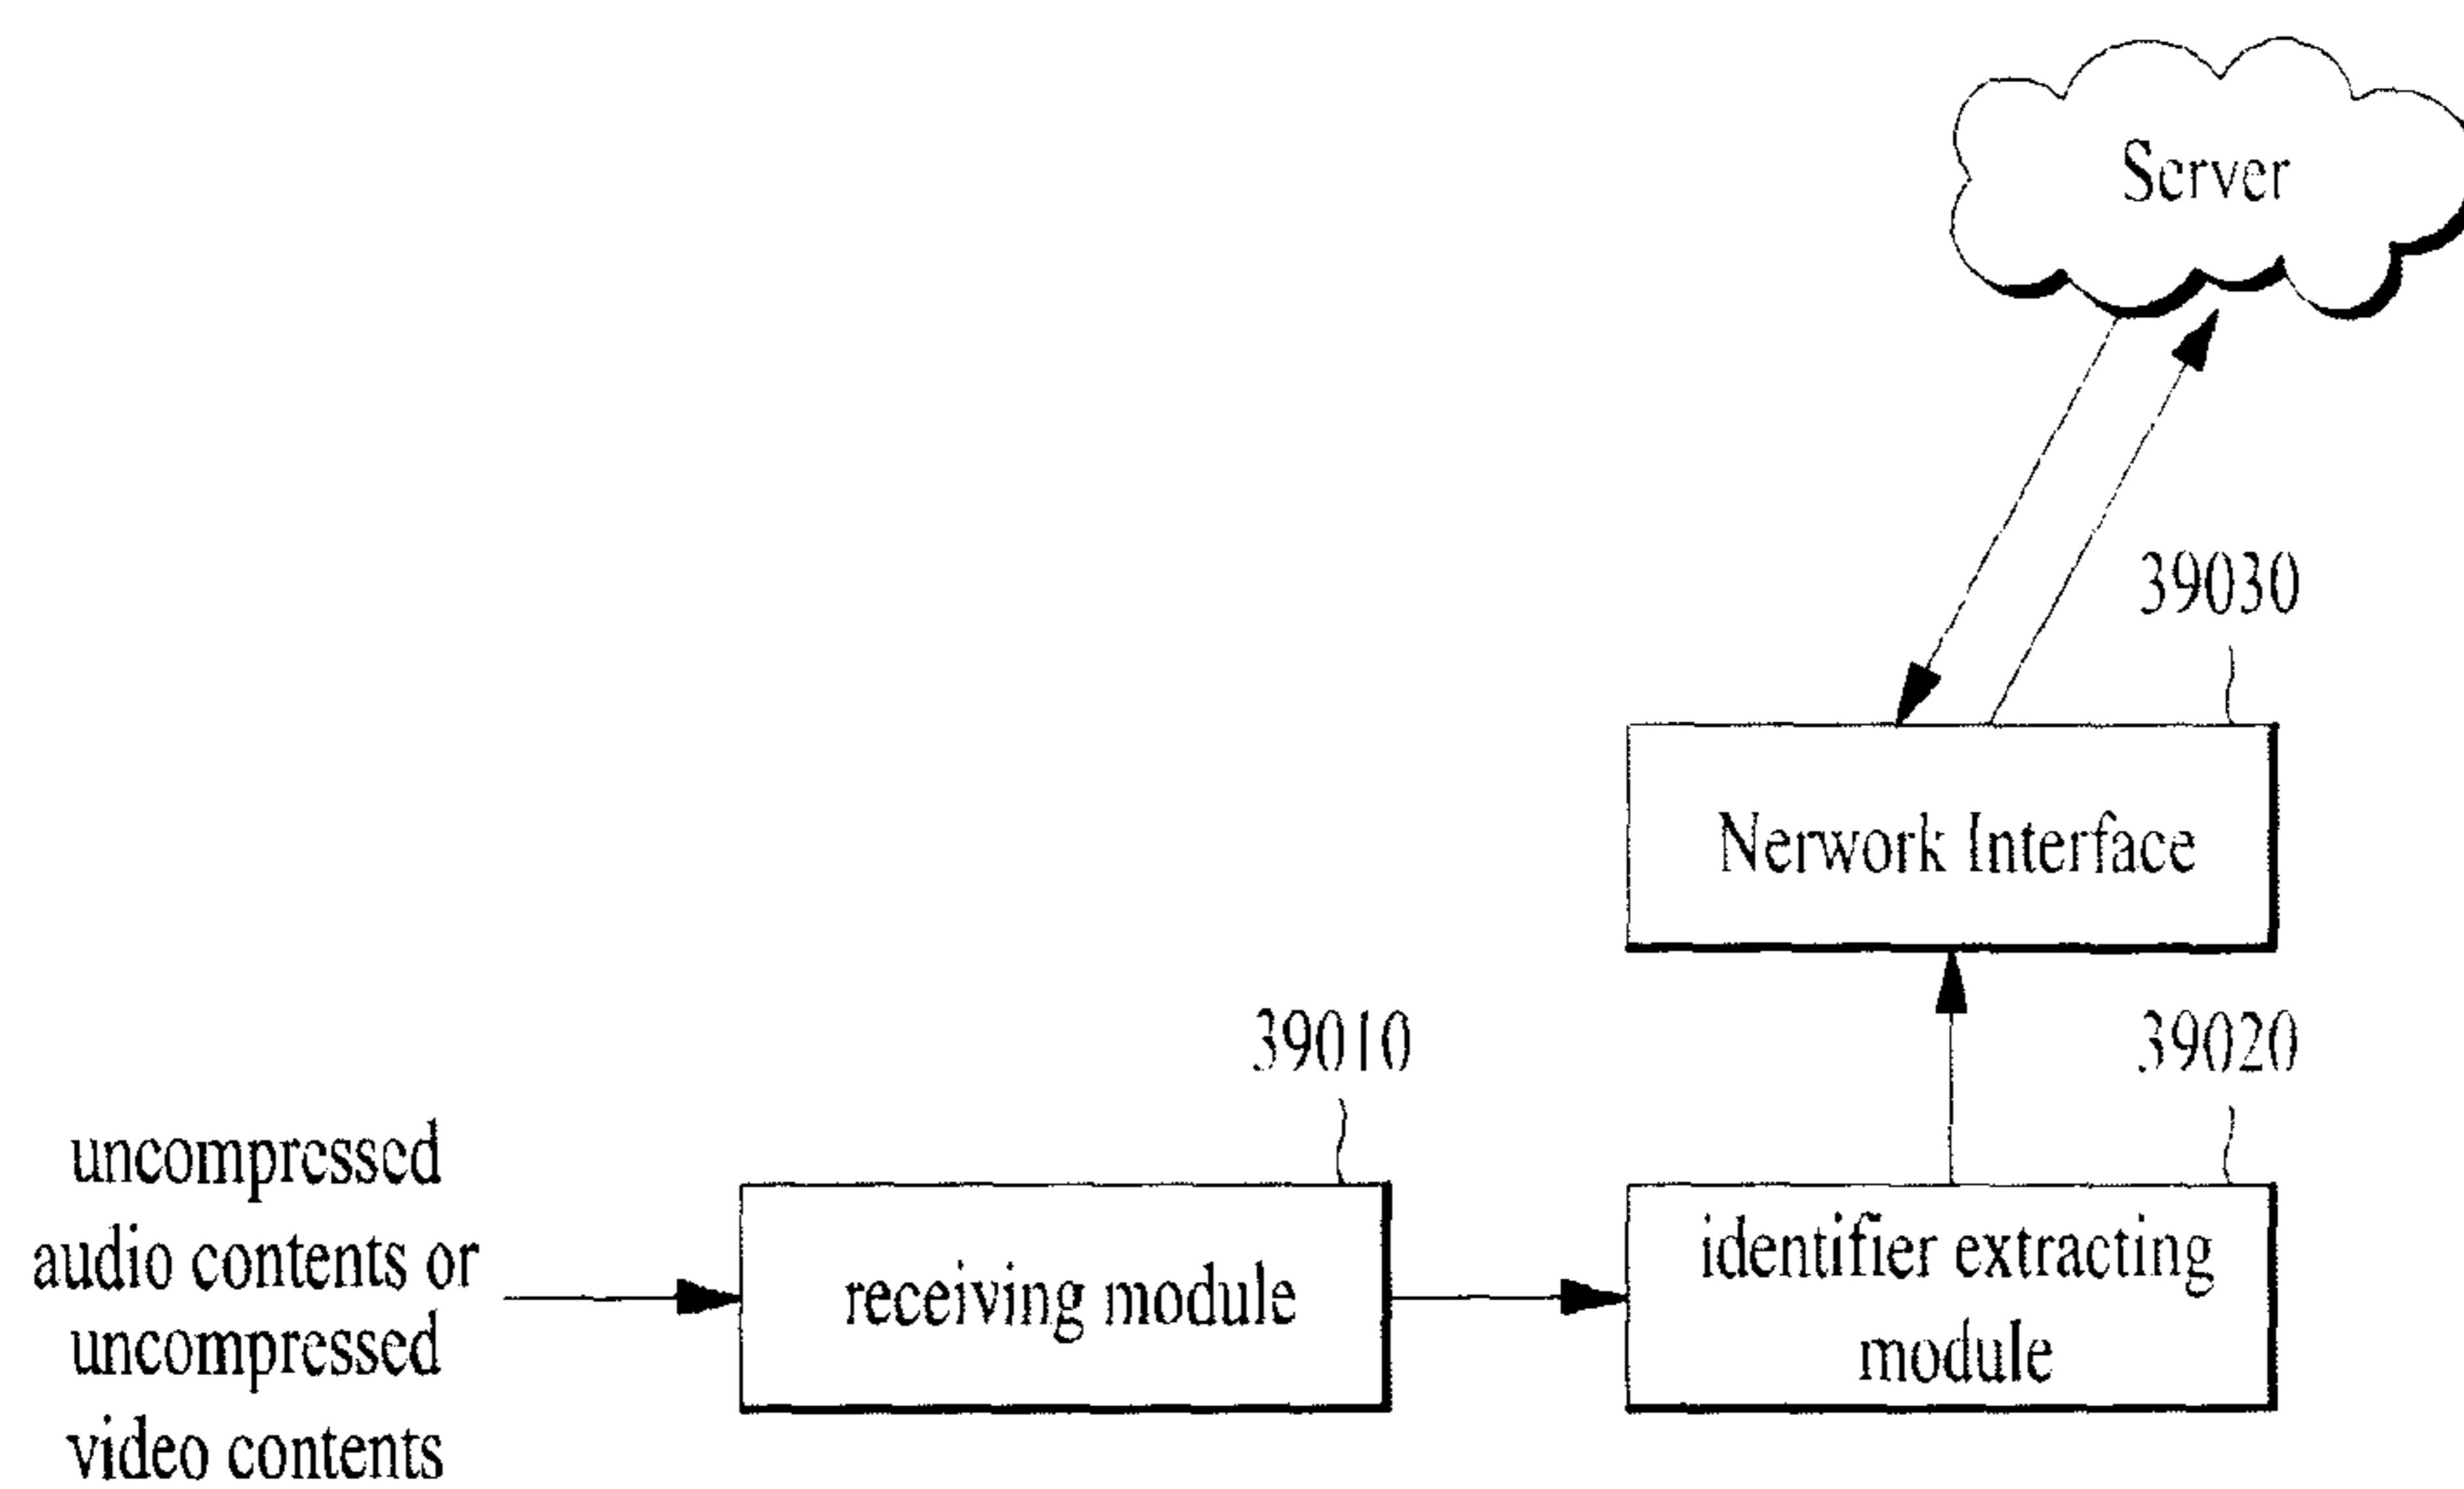 Server
39030
Nerwork Interface
39010
39020
uncompressed
audio contents or
uncompressed
video contents
receiving module
identifier extracting
module